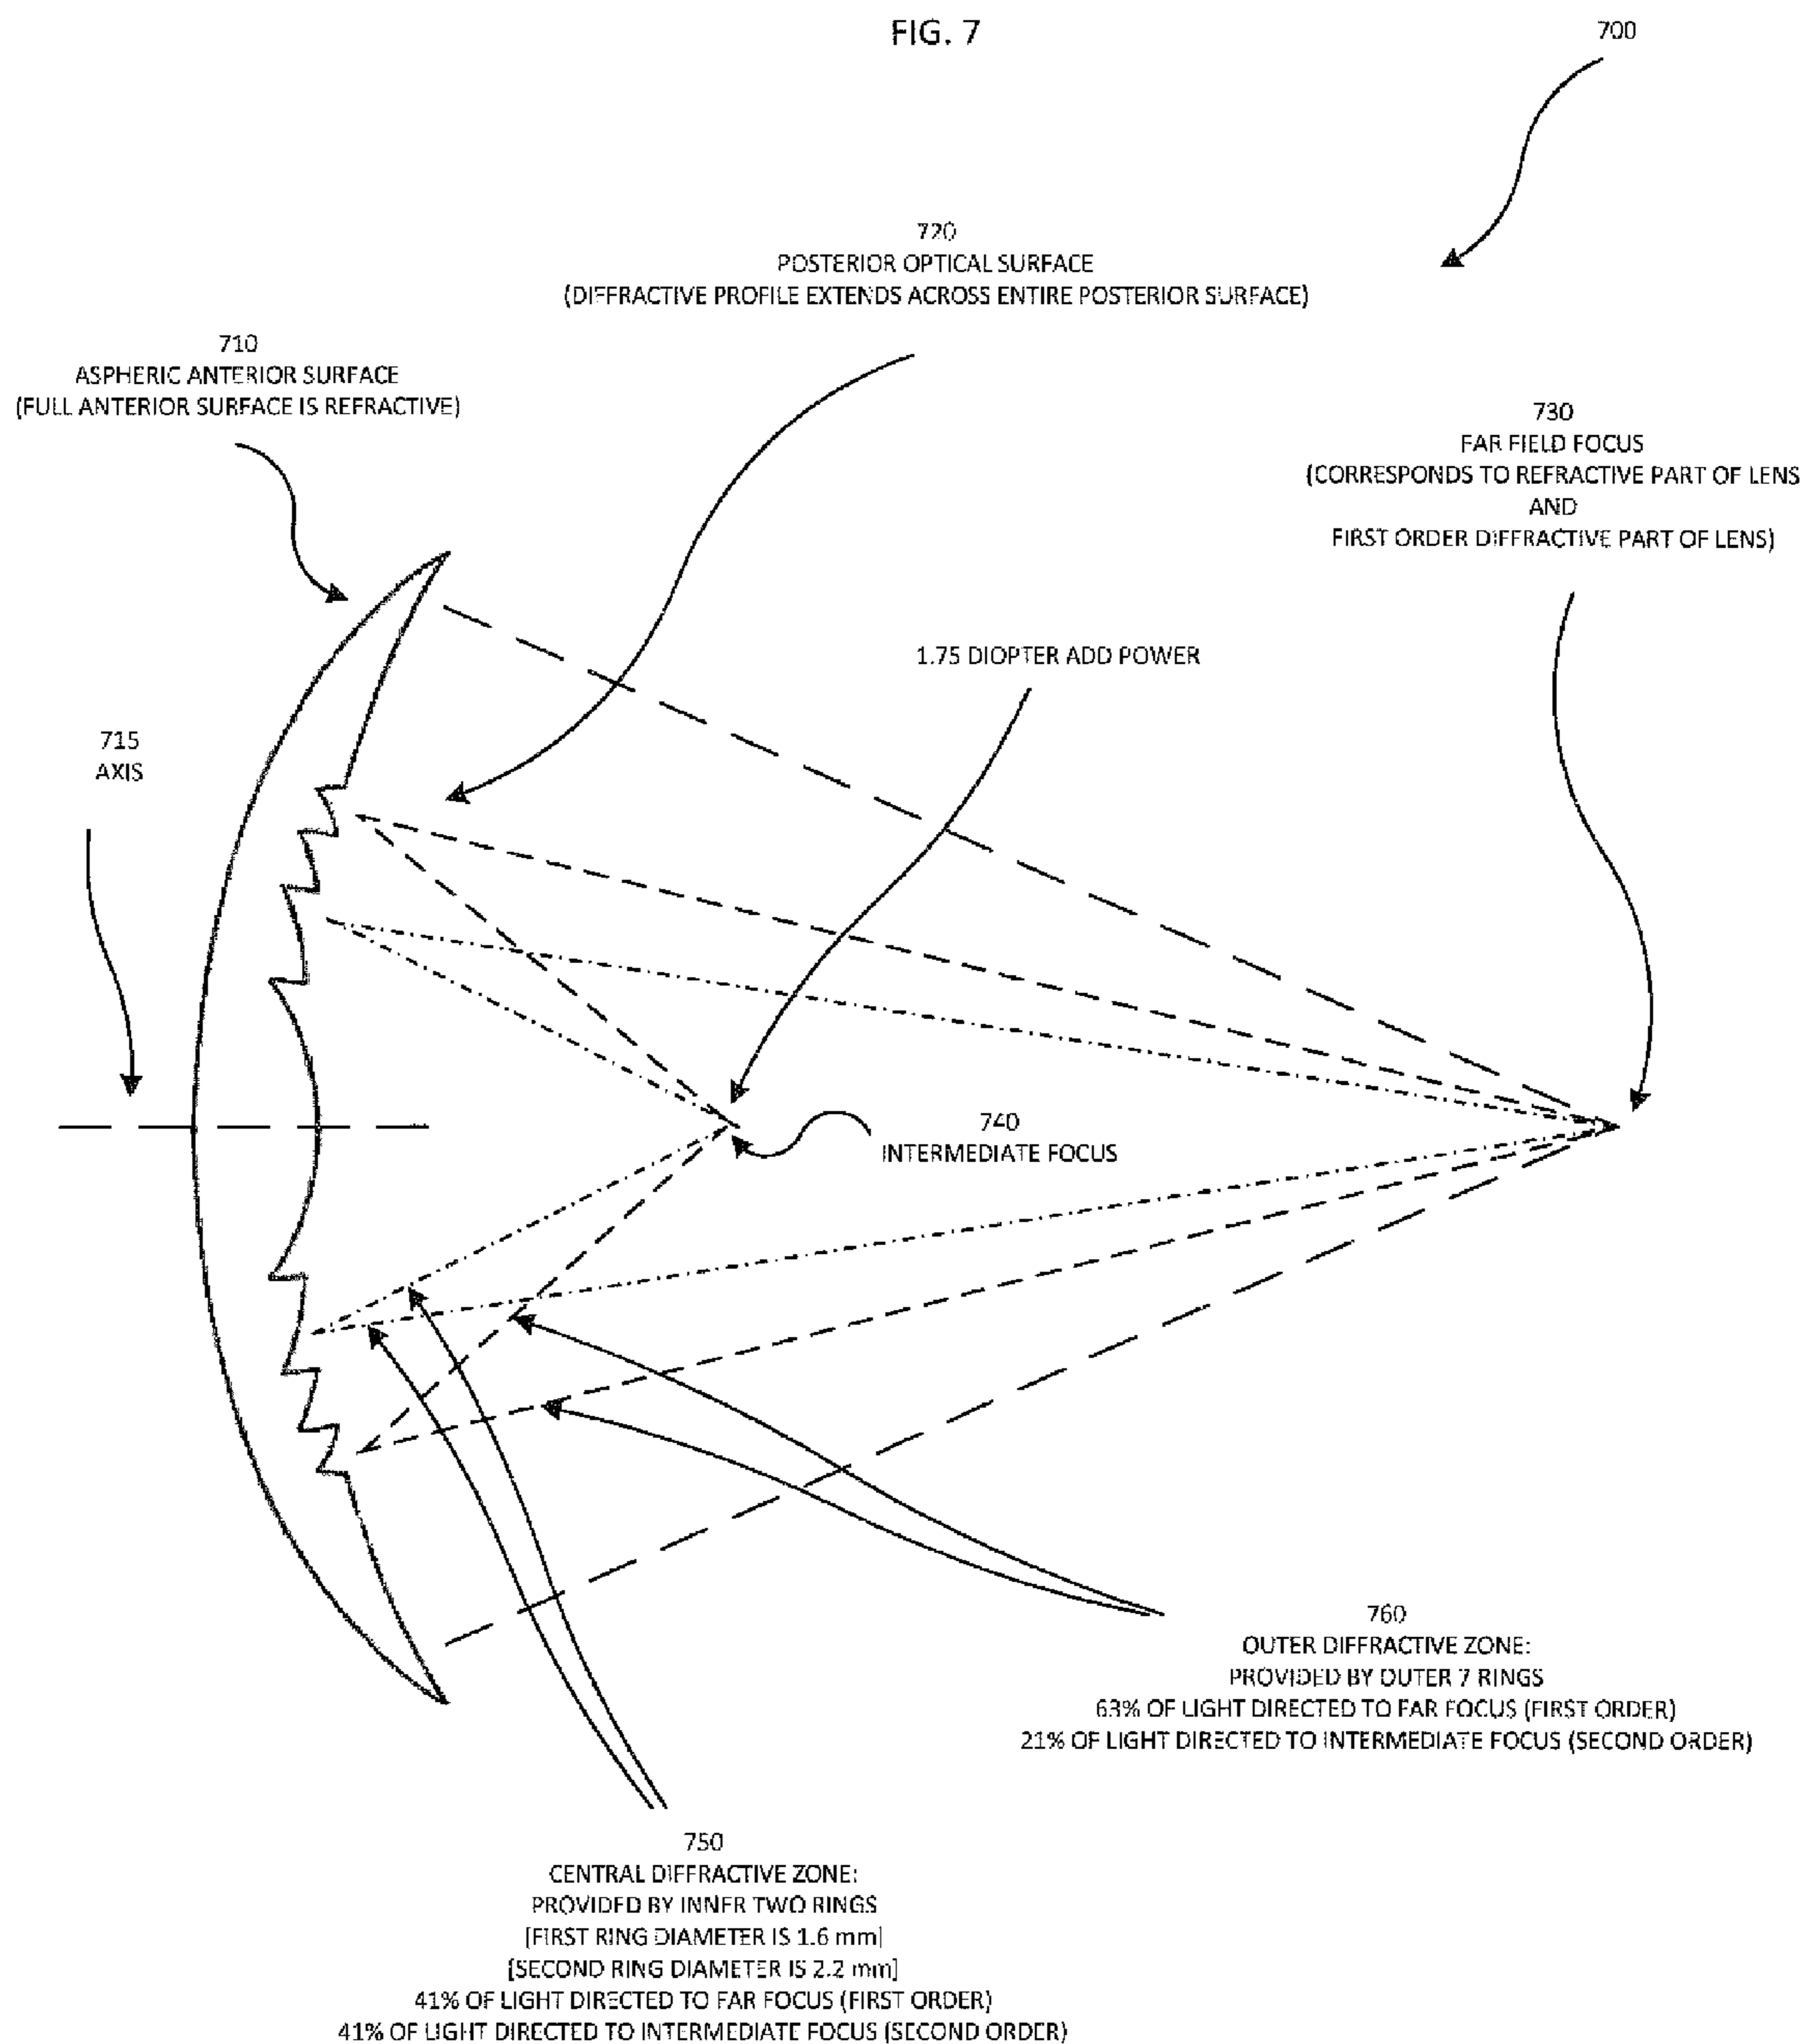 FIG. 7
700
720
POSTERIOR OPTICAL SURFACE
(DIFFRACTIVE PROFILE EXTENDS ACROSS ENTIRE POSTERIOR SURFACE)
710
ASPHERIC ANTERIOR SURFACE
(FULL ANTERIOR SURFACE IS REFRACTIVE)
730
FAR FIELD FOCUS
(CORRESPONDS TO REFRACTIVE PART OF LENS
AND
FIRST ORDER DIFFRACTIVE PART OF LENS)
1.75 DIOPTER ADD POWER
715
AXIS
740
INTERMEDIATE FOCUS
760
OUTER DIFFRACTIVE ZONE:
PROVIDED BY OUTER 7 RINGS
63% OF LIGHT DIRECTED TO FAR FOCUS (FIRST ORDER)
21% OF LIGHT DIRECTED TO INTERMEDIATE FOCUS (SECOND ORDER)
750
CENTRAL DIFFRACTIVE ZONE:
PROVIDED BY INNER TWO RINGS
[FIRST RING DIAMETER IS 1.6 mm]
[SECOND RING DIAMETER IS 2.2 mm]
41% OF LIGHT DIRECTED TO FAR FOCUS (FIRST ORDER)
41% OF LIGHT DIRECTED TO INTERMEDIATE FOCUS (SECOND ORDER)